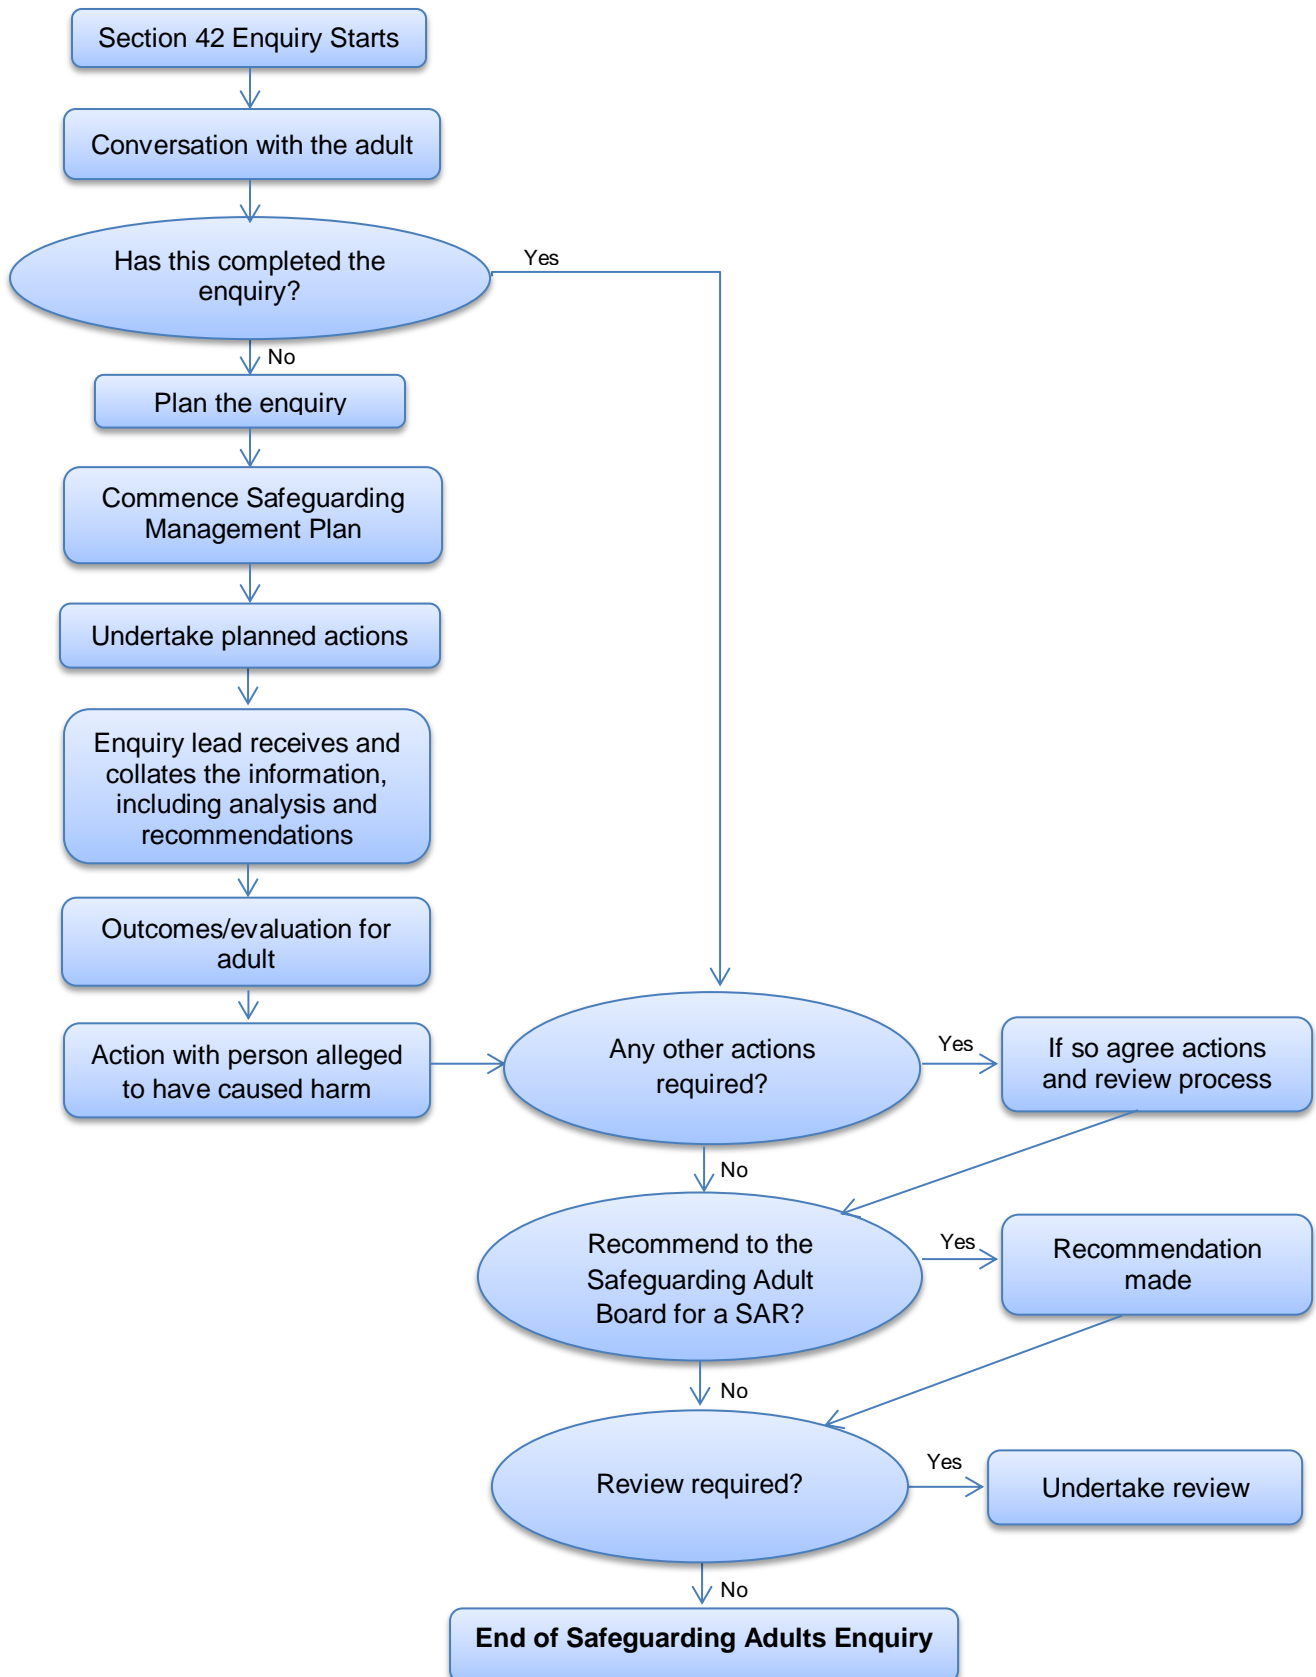 Section 42 Enquiry Starts
Conversation with the adult
Has this completed the
enquiry?
Yes
No
Plan the enquiry
Commence Safeguarding
Management Plan
Undertake planned actions
Enquiry lead receives and
collates the information,
including analysis and
recommendations
Outcomes/evaluation for
adult
Action with person alleged
to have caused harm
Any other actions
required?
Yes
If so agree actions
and review process
No
Recommend to the
Safeguarding Adult
Board for a SAR?
Yes
Recommendation
made
No
Review required?
Yes
Undertake review
No
End of Safeguarding Adults Enquiry